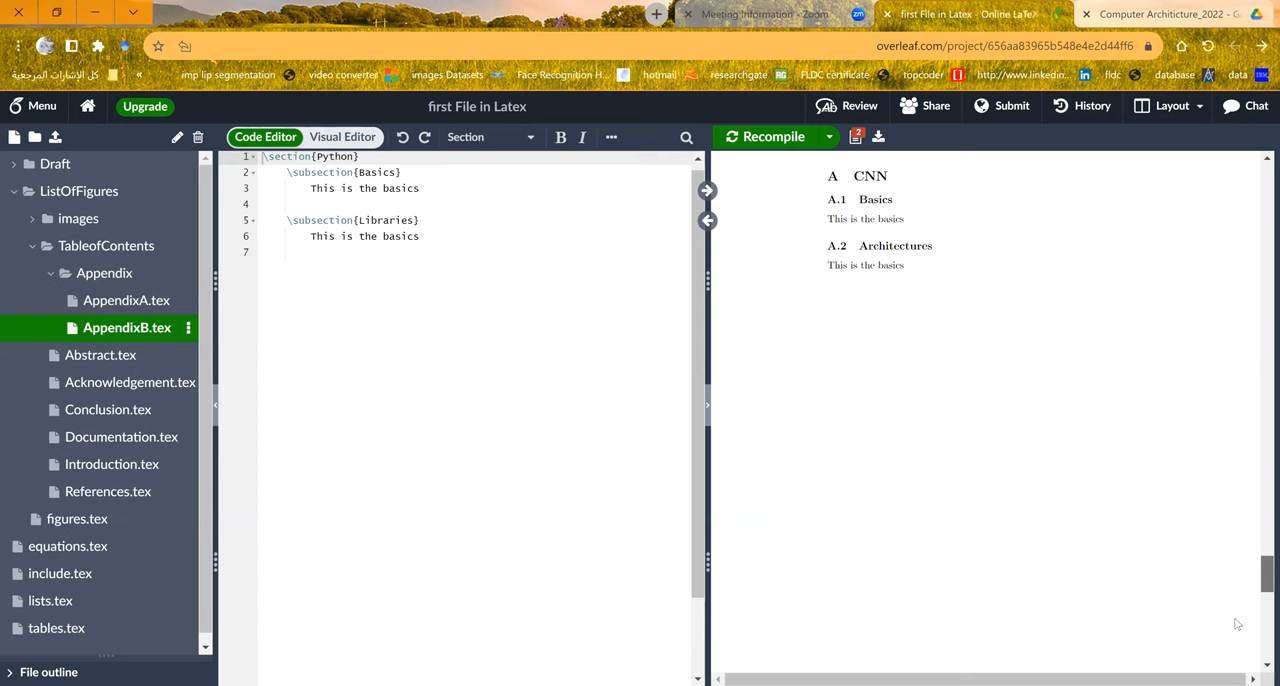 Meeting Information - Zoom
zm
first File in Latex - Online LaTeX
Computer Architicture_2022 - G
overleaf.com/project/656aa83965b548e4e2d44ff6
كل الإشارات المرجعية
»
imp lip segmentation
video converter
images Datasets
Face Recognition H...
hotmail
researchgate
RG
FLDC certificate
topcoder
http://www.linkedin...
in
fldc
database
data
Menu
Upgrade
first File in Latex
Review
Share
Submit
History
Layout
Chat
Code Editor
Visual Editor
Section
B
I
Recompile
2
Draft
ListOfFigures
images
TableofContents
Appendix
AppendixA.tex
AppendixB.tex
Abstract.tex
Acknowledgement.tex
Conclusion.tex
Documentation.tex
Introduction.tex
References.tex
figures.tex
equations.tex
include.tex
lists.tex
tables.tex
File outline
1 \section{Python}
2 \subsection{Basics}
3 This is the basics
4
5 \subsection{Libraries}
6 This is the basics
7
A CNN
A.1 Basics
This is the basics
A.2 Architectures
This is the basics